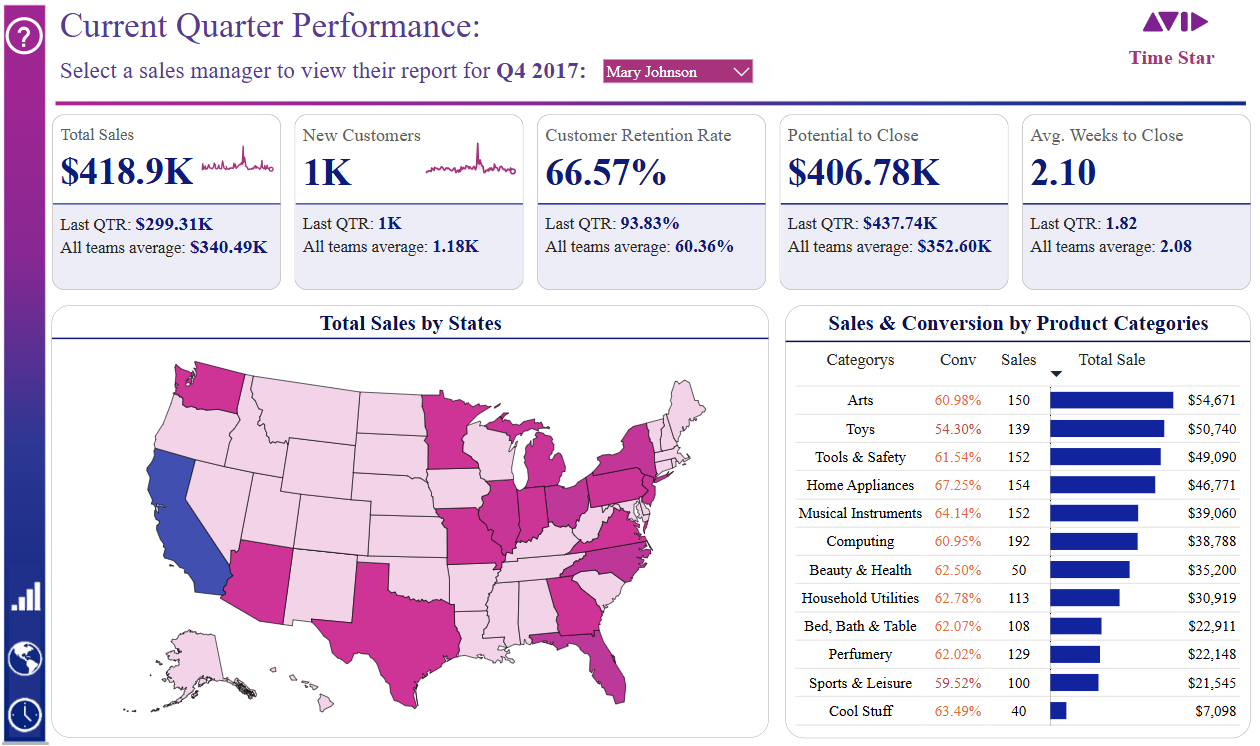 ?
Current Quarter Performance:
AVID
Select a sales manager to view their report for Q4 2017:
Mary Johnson
Time Star
Total Sales
$418.9K
Last QTR: $299.31K
All teams average: $340.49K
New Customers
1K
Last QTR: 1K
All teams average: 1.18K
Customer Retention Rate
66.57%
Last QTR: 93.83%
All teams average: 60.36%
Potential to Close
$406.78K
Last QTR: $437.74K
All teams average: $352.60K
Avg. Weeks to Close
2.10
Last QTR: 1.82
All teams average: 2.08
Total Sales by States
Sales & Conversion by Product Categories
Categorys Conv Sales Total Sale
Arts 60.98% 150 $54,671
Toys 54.30% 139 $50,740
Tools & Safety 61.54% 152 $49,090
Home Appliances 67.25% 154 $46,771
Musical Instruments 64.14% 152 $39,060
Computing 60.95% 192 $38,788
Beauty & Health 62.50% 50 $35,200
Household Utilities 62.78% 113 $30,919
Bed, Bath & Table 62.07% 108 $22,911
Perfumery 62.02% 129 $22,148
Sports & Leisure 59.52% 100 $21,545
Cool Stuff 63.49% 40 $7,098